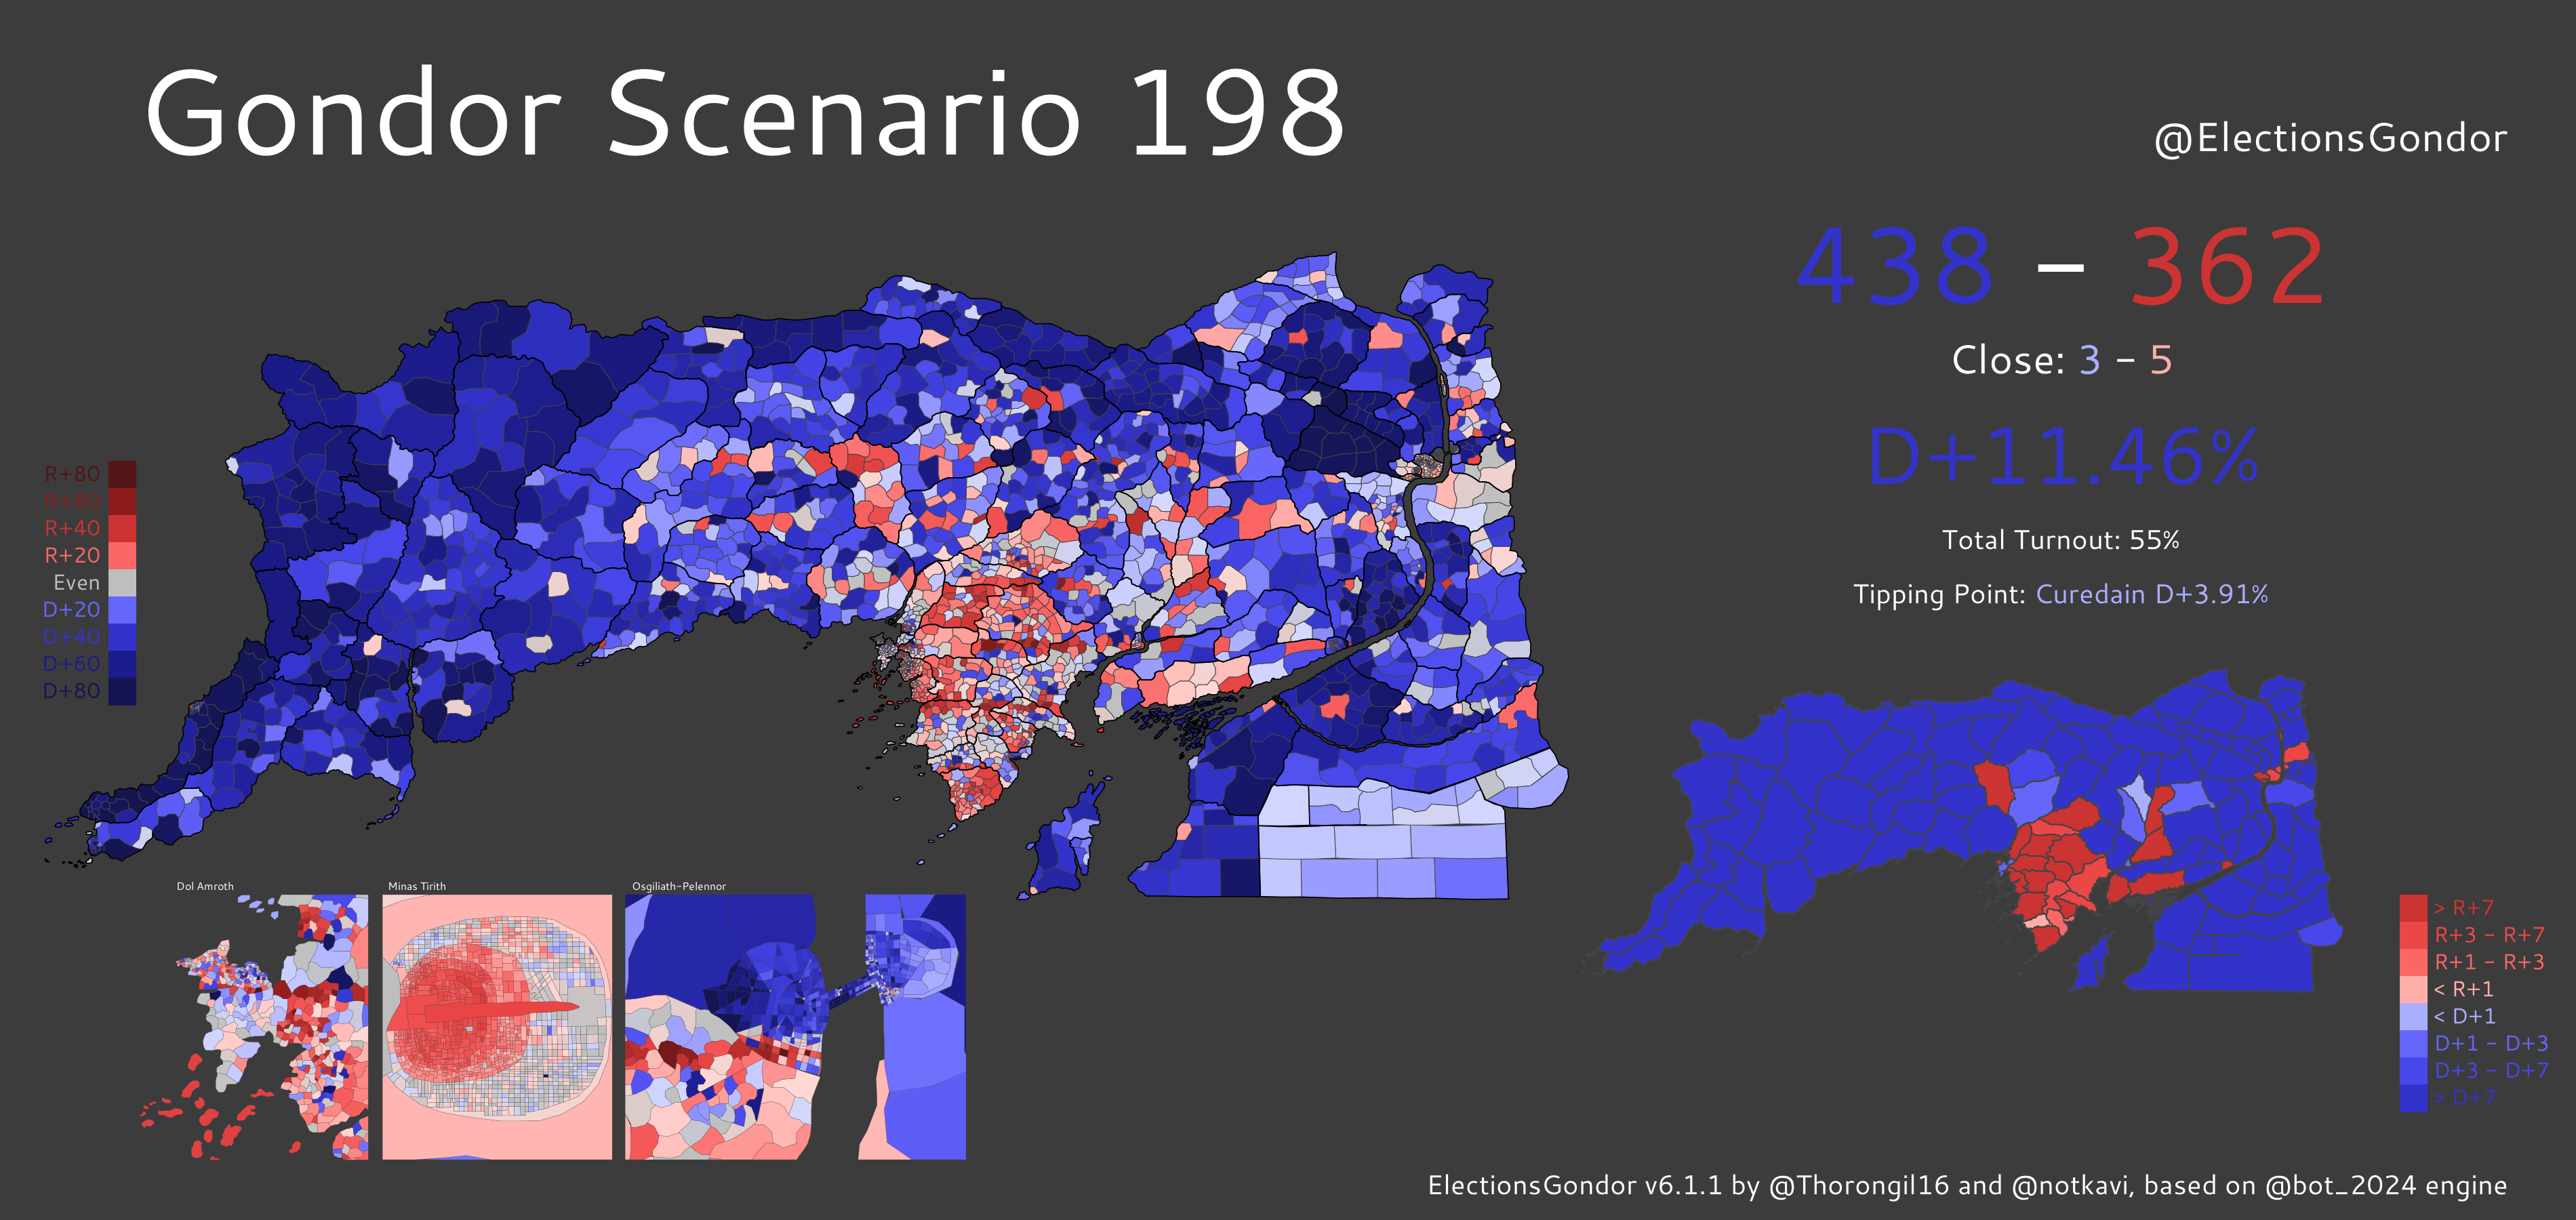 Gondor Scenario 198
@ElectionsGondor
438 – 362
Close: 3 – 5
D+11.46%
Total Turnout: 55%
Tipping Point: Curedain D+3.91%
R+80
R+60
R+40
R+20
Even
D+20
D+40
D+60
D+80
Dol Amroth
Minas Tirith
Osgiliath-Pelennor
> R+7
R+3 – R+7
R+1 – R+3
< R+1
< D+1
D+1 – D+3
D+3 – D+7
> D+7
ElectionsGondor v6.1.1 by @Thorongil16 and @notkavi, based on @bot_2024 engine